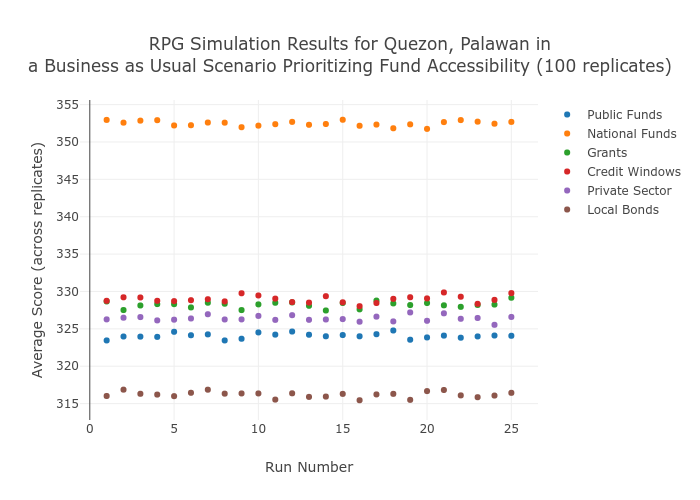 RPG Simulation Results for Quezon, Palawan in
a Business as Usual Scenario Prioritizing Fund Accessibility (100 replicates)
355
350
345
340
335
330
325
320
315
Average Score (across replicates)
0
5
10
15
20
25
Run Number
Public Funds
National Funds
Grants
Credit Windows
Private Sector
Local Bonds